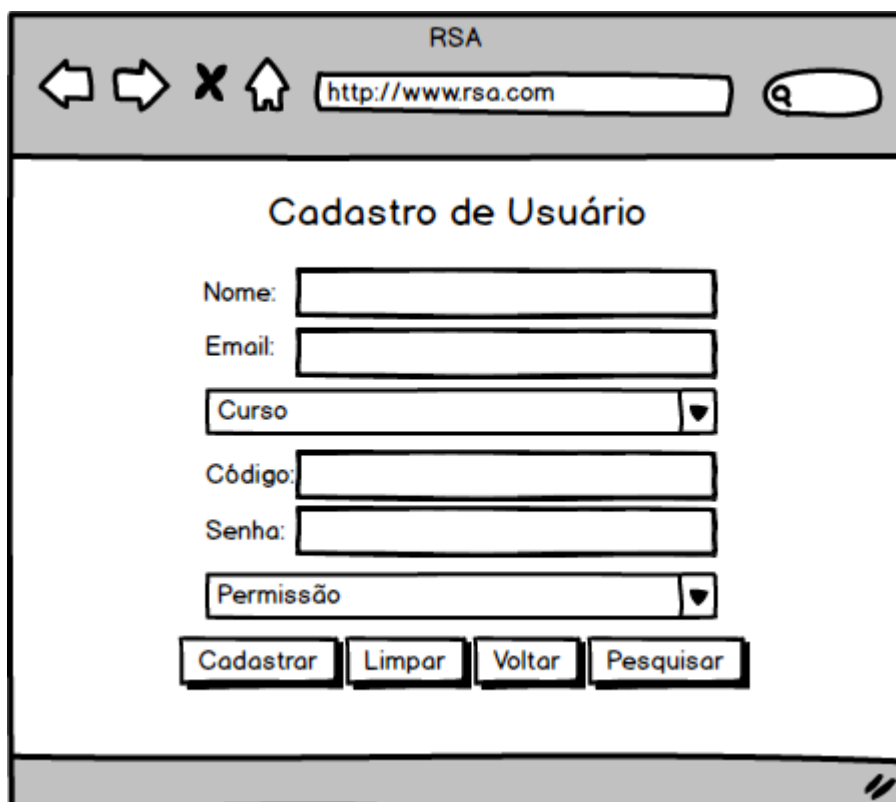 RSA
http://www.rsa.com
Cadastro de Usuário
Nome:
Email:
Curso
Código:
Senha:
Permissão
Cadastrar Limpar Voltar Pesquisar